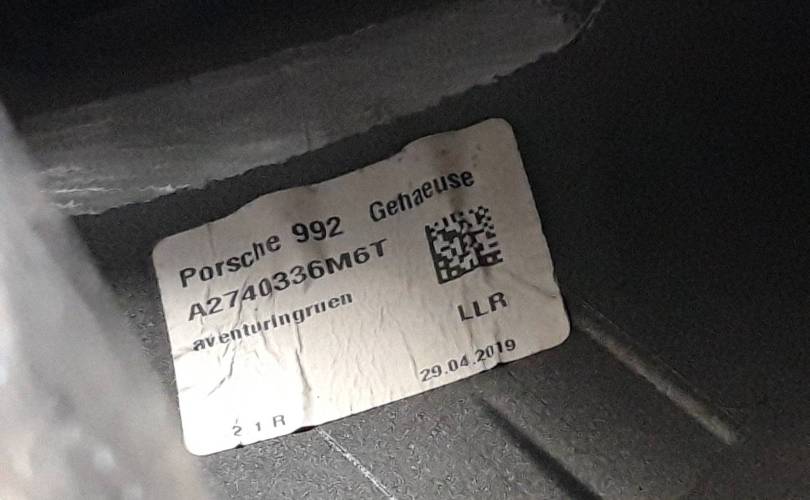 Porsche 992 Gehaeuse
A2740336M6T
aventuringruen
LLR
29.04.2019
2 1 R